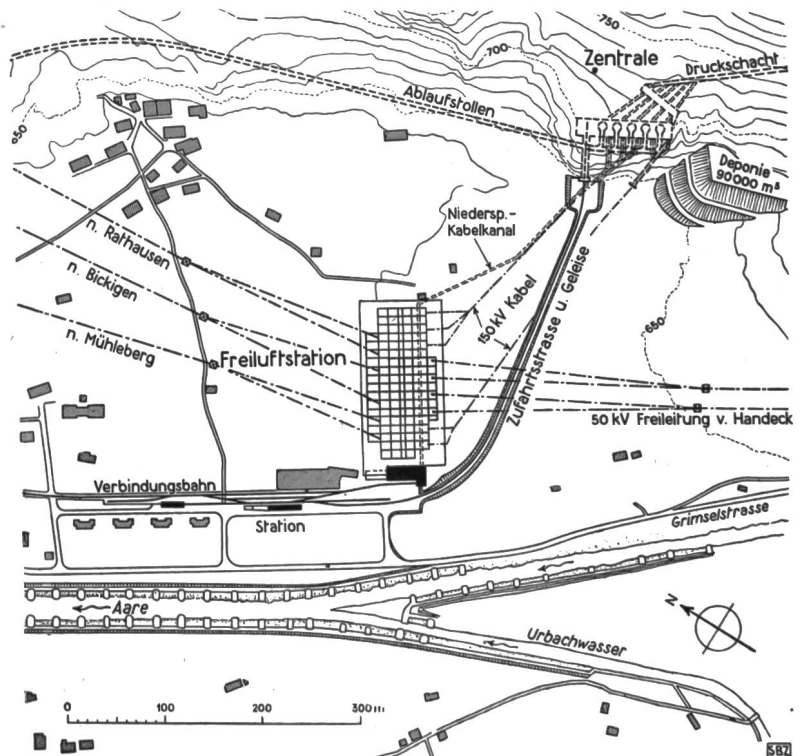 750
700
Zentrale
Druckschacht
Ablaufstollen
650
Deponie
90000 m³
Niedersp.-
Kabelkanal
n. Rathausen
n. Bickigen
n. Mühleberg
150 kV Kabel
Zufahrtsstrasse u. Geleise
650
Freiluftstation
50 kV Freileitung v. Handeck
Verbindungsbahn
Station
Grimselstrasse
Aare
N
Urbachwasser
0 100 200 300 m
SBZ